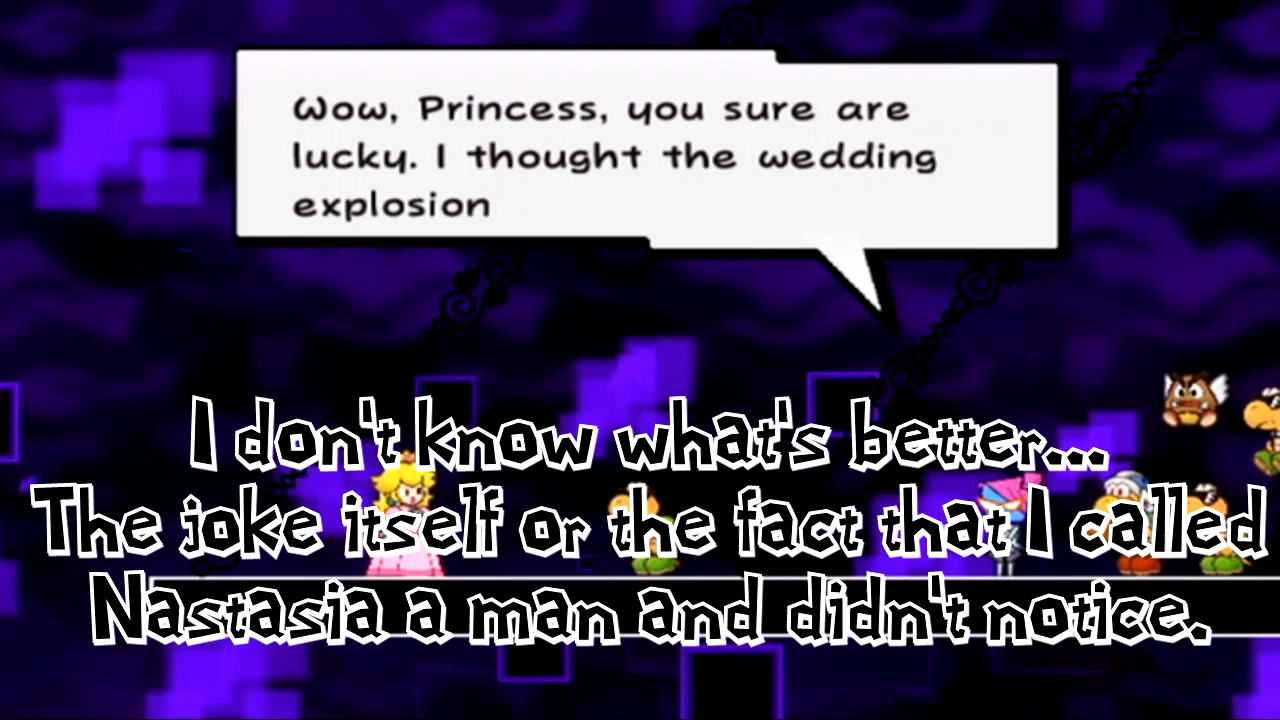 Wow, Princess, you sure are
lucky. I thought the wedding
explosion
I don't know what's better...
The joke itself or the fact that I called
Nastasia a man and didn't notice.